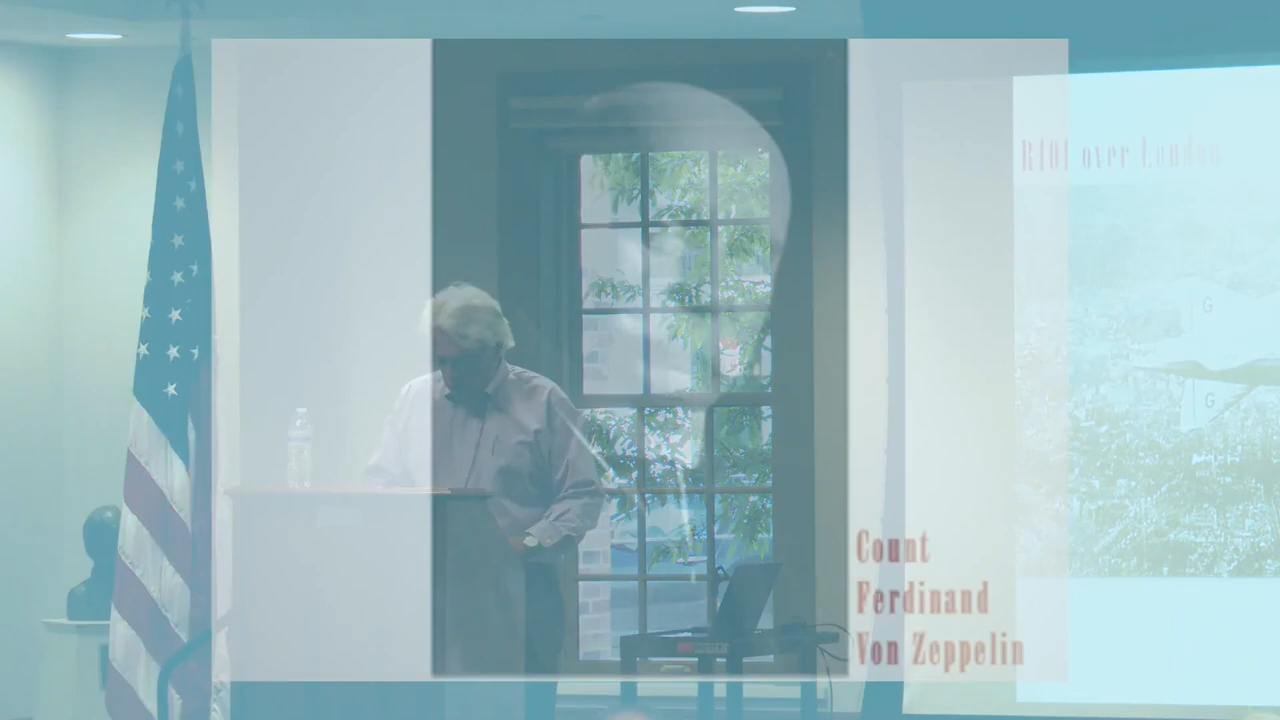 R101 over London
G
G
Count
Ferdinand
Von Zeppelin